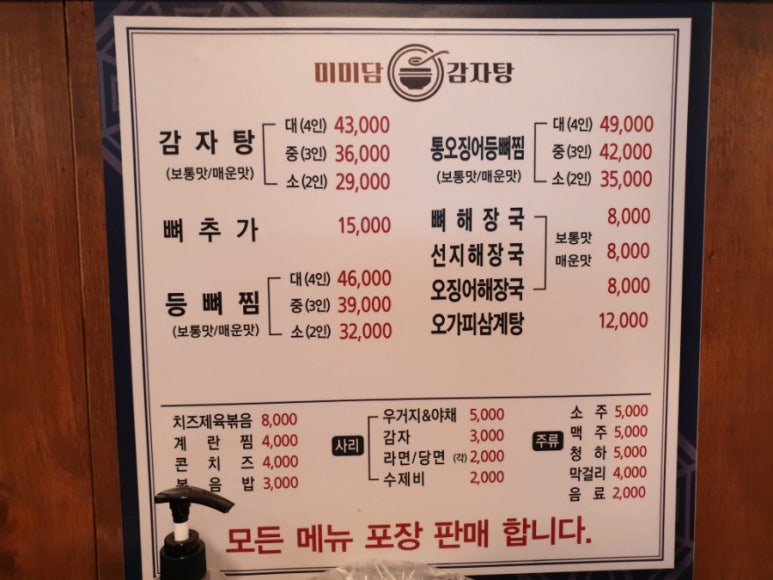 미미담 감자탕
감자탕 (보통맛/매운맛)
대(4인) 43,000
중(3인) 36,000
소(2인) 29,000
뼈추가 15,000
등뼈찜 (보통맛/매운맛)
대(4인) 46,000
중(3인) 39,000
소(2인) 32,000
통오징어등뼈찜 (보통맛/매운맛)
대(4인) 49,000
중(3인) 42,000
소(2인) 35,000
뼈해장국 8,000
선지해장국 8,000
오징어해장국 8,000
보통맛
매운맛
오가피삼계탕 12,000
치즈제육볶음 8,000
계란찜 4,000
콘치즈 4,000
볶음밥 3,000
사리
우거지&야채 5,000
감자 3,000
라면/당면 (각) 2,000
수제비 2,000
주류
소주 5,000
맥주 5,000
청하 5,000
막걸리 4,000
음료 2,000
모든 메뉴 포장 판매 합니다.